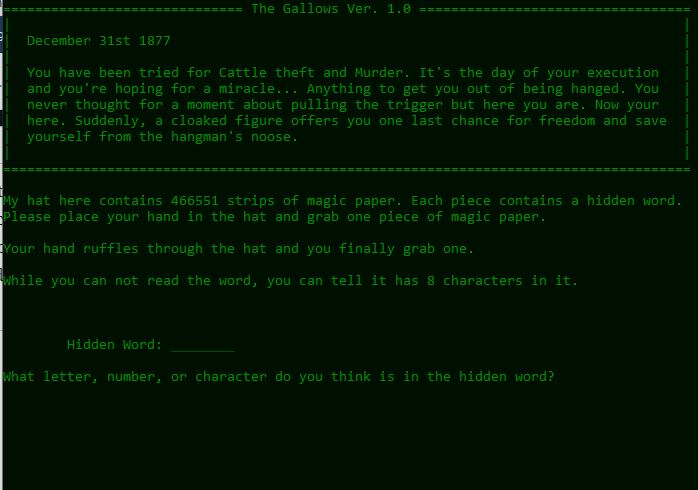 ============================== The Gallows Ver. 1.0 ==================================
December 31st 1877
You have been tried for Cattle theft and Murder. It's the day of your execution
and you're hoping for a miracle... Anything to get you out of being hanged. You
never thought for a moment about pulling the trigger but here you are. Now your
here. Suddenly, a cloaked figure offers you one last chance for freedom and save
yourself from the hangman's noose.
======================================================================================
My hat here contains 466551 strips of magic paper. Each piece contains a hidden word.
Please place your hand in the hat and grab one piece of magic paper.
Your hand ruffles through the hat and you finally grab one.
While you can not read the word, you can tell it has 8 characters in it.
Hidden Word: ________
What letter, number, or character do you think is in the hidden word?